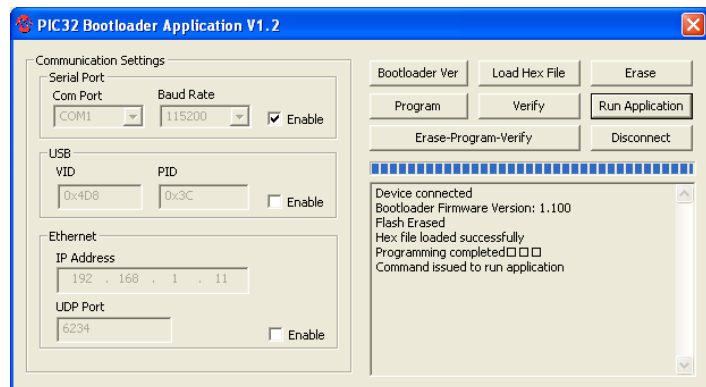 PIC32 Bootloader Application V1.2
Communication Settings
Serial Port
Com Port Baud Rate
COM1 115200 Enable
USB
VID PID
0x4D8 0x3C Enable
Ethernet
IP Address
192 . 168 . 1 . 11
UDP Port
6234 Enable
Bootloader Ver Load Hex File Erase
Program Verify Run Application
Erase-Program-Verify Disconnect
Device connected
Bootloader Firmware Version: 1.100
Flash Erased
Hex file loaded successfully
Programming completed□□□
Command issued to run application